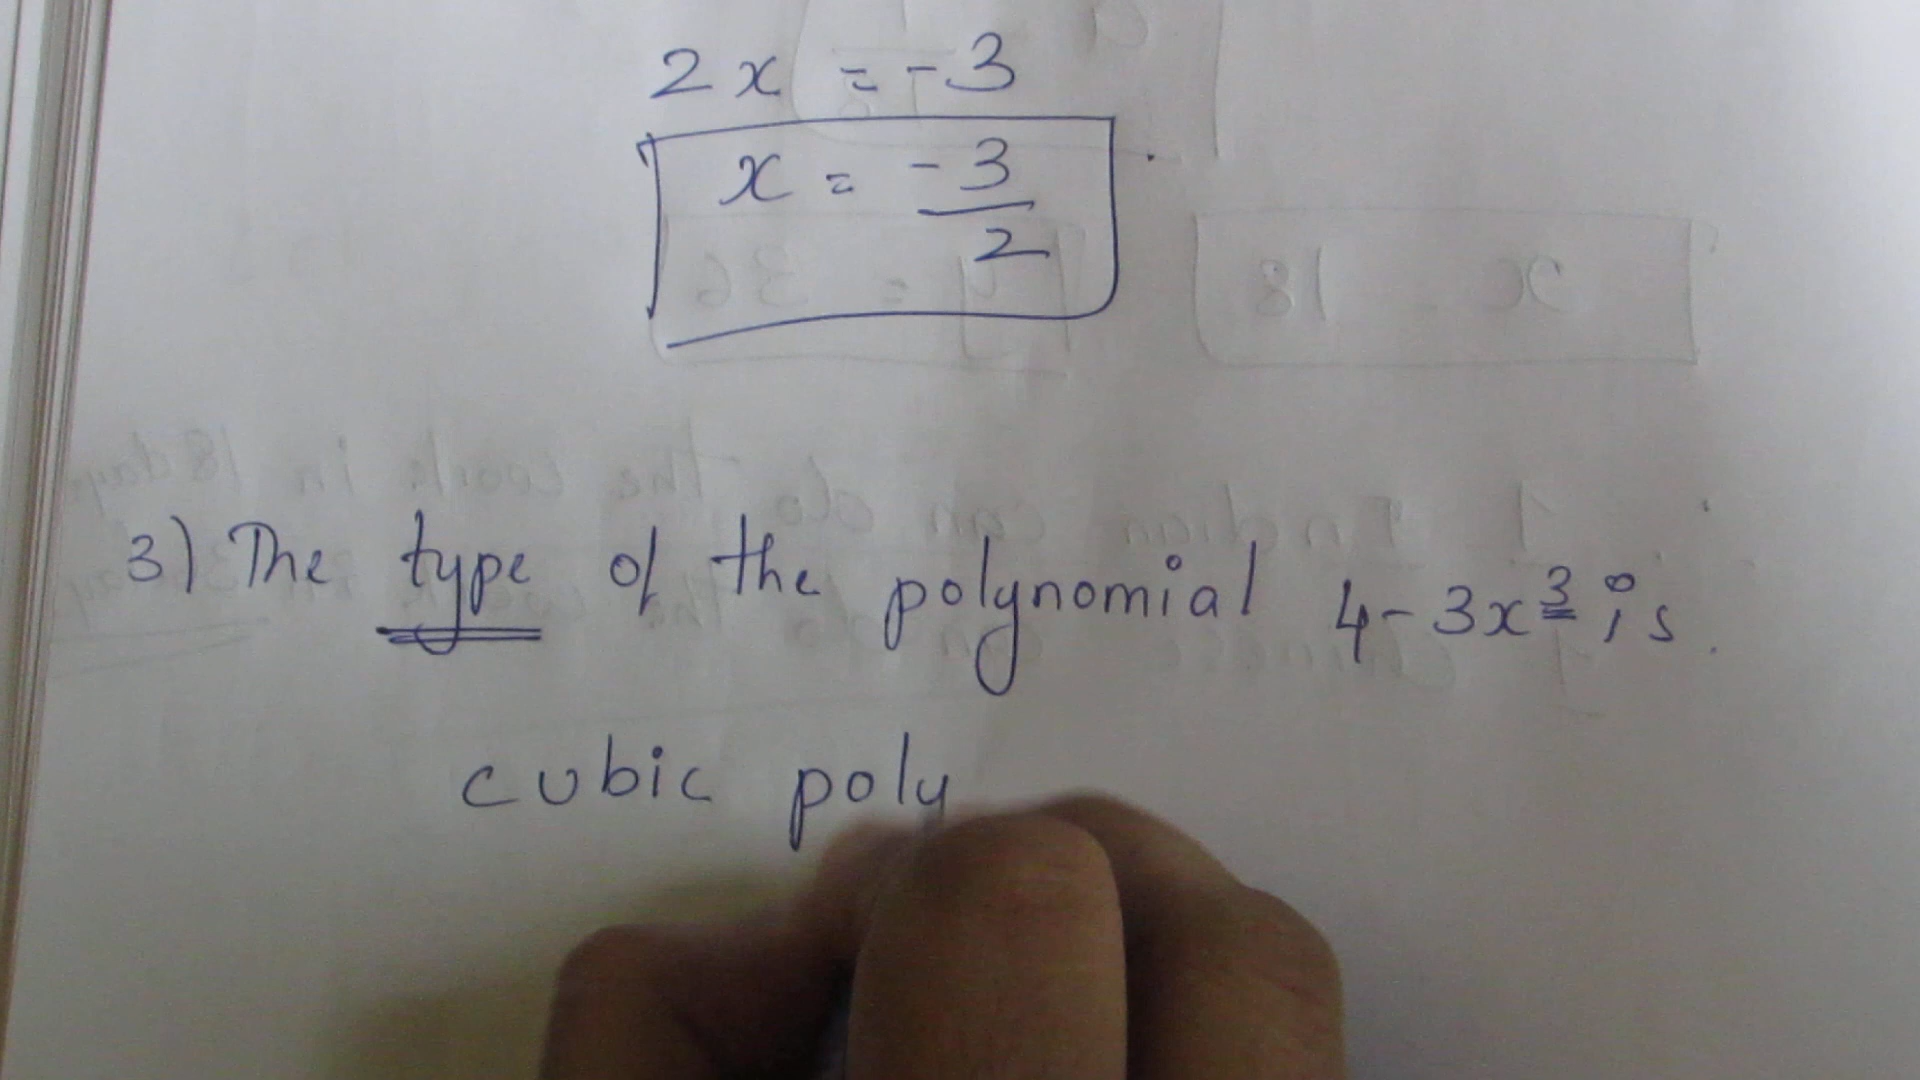 2x = -3
x = -3/2
3) The type of the polynomial 4-3x³ is.
cubic poly